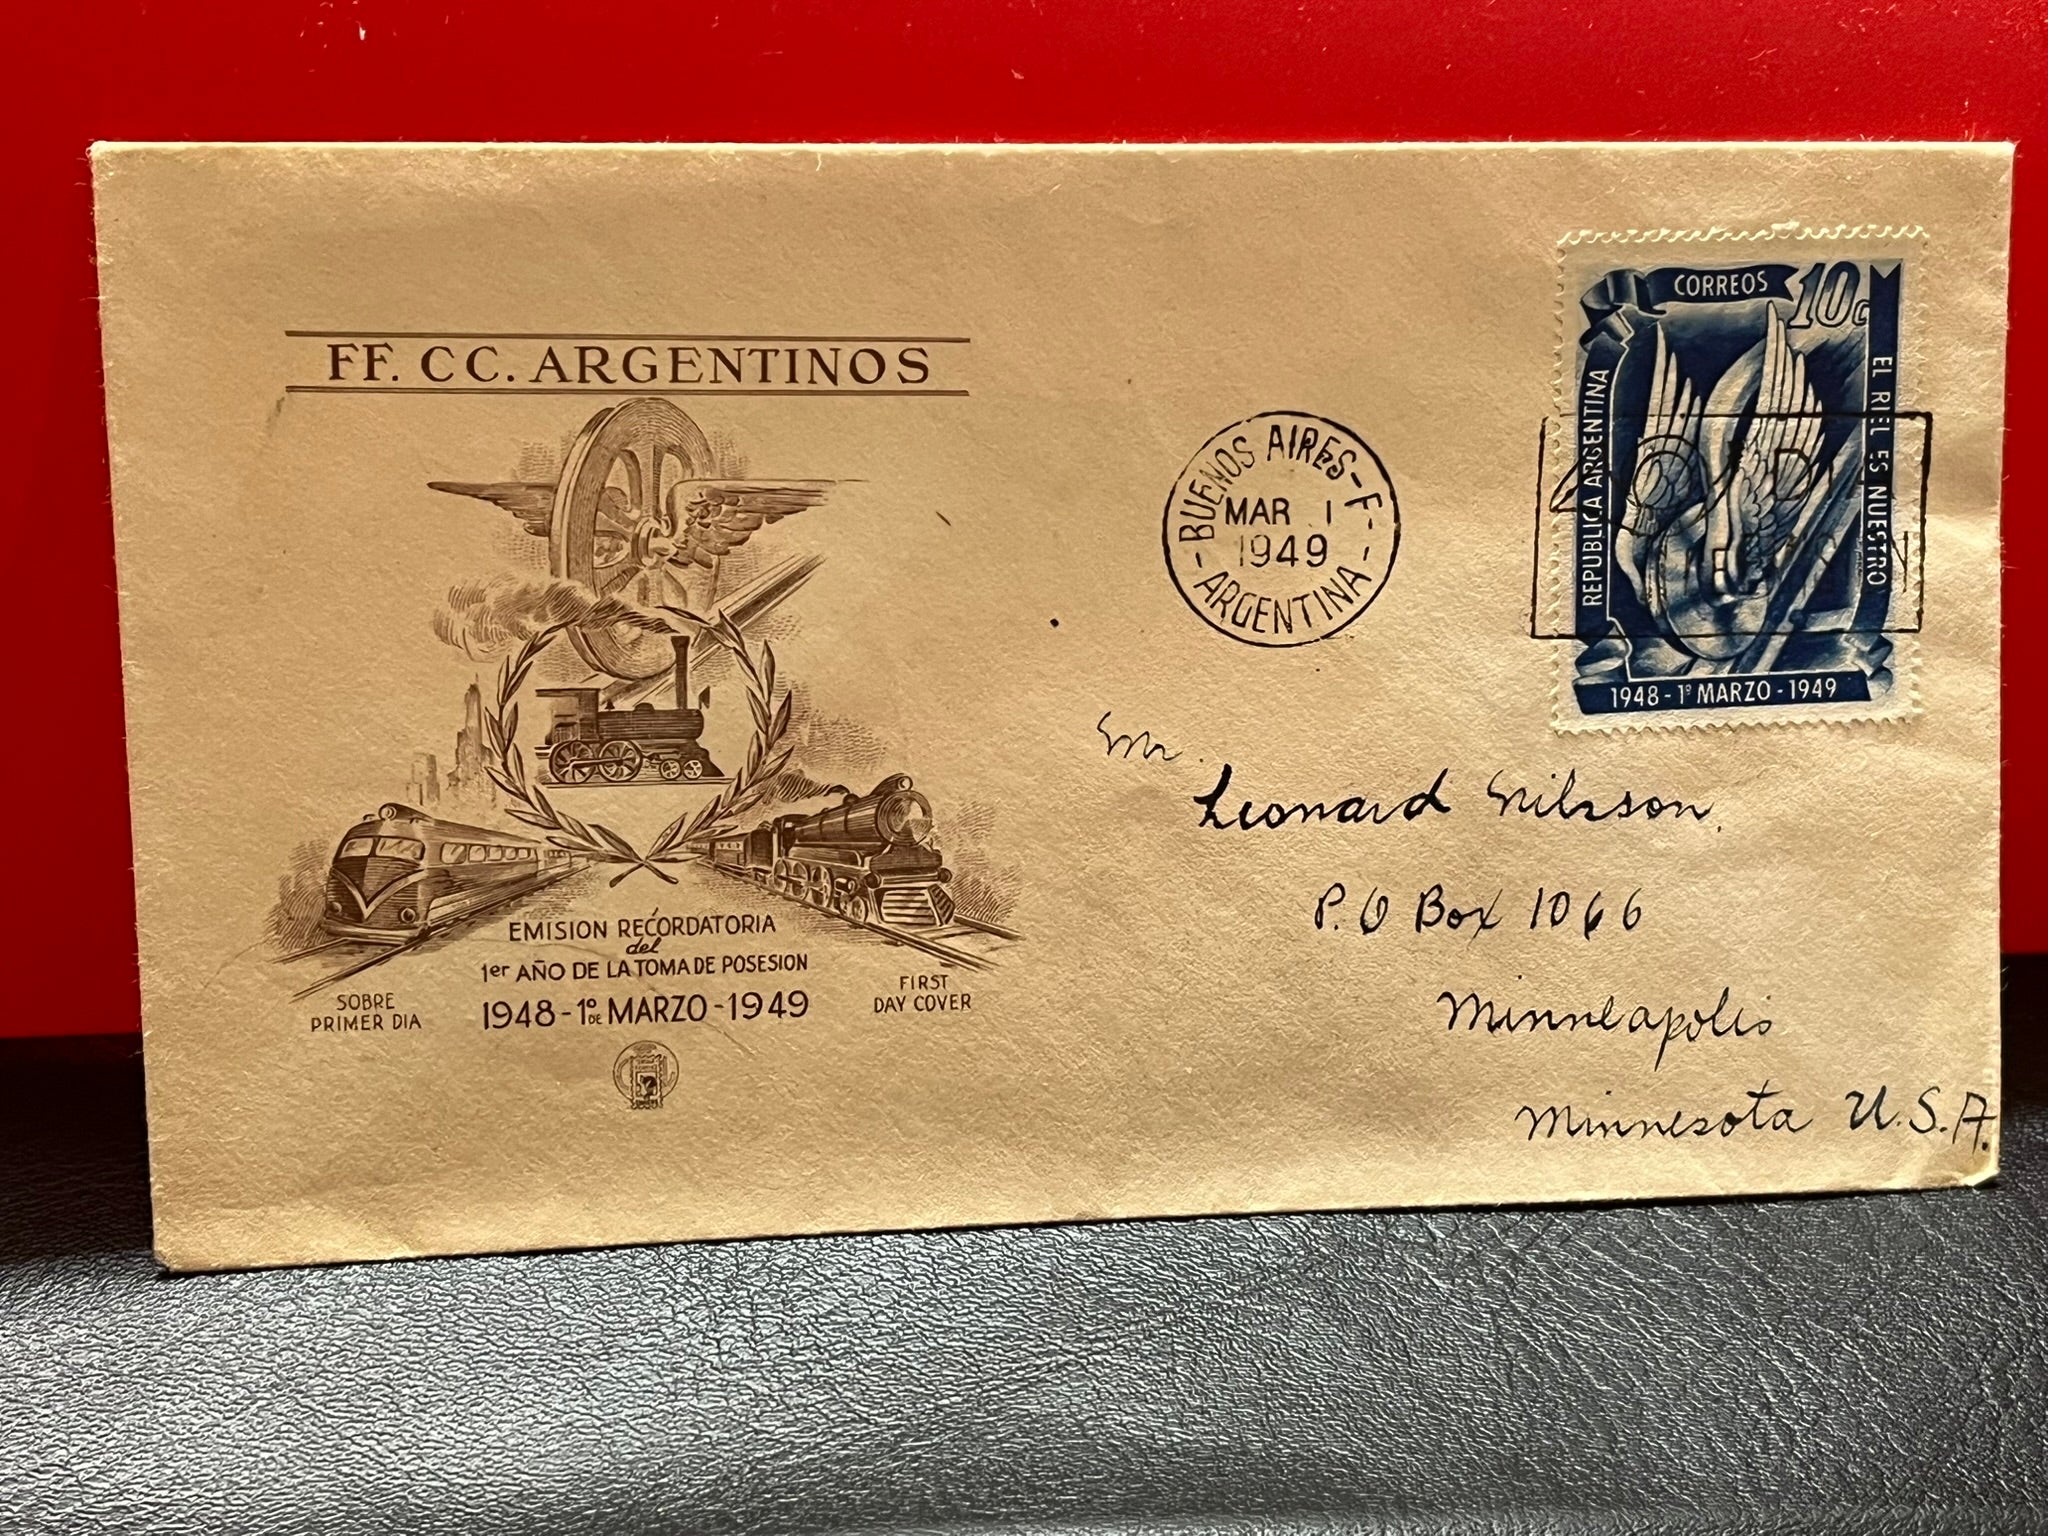 FF. CC. ARGENTINOS
EMISION RECORDATORIA
del
1er AÑO DE LA TOMA DE POSESION
1948 - 1º DE MARZO - 1949
SOBRE
PRIMER DIA
FIRST
DAY COVER
BUENOS AIRES - F -
MAR 1
1949
- ARGENTINA -
CORREOS
10c
REPUBLICA ARGENTINA
EL RIEL ES NUESTRO
1948 - 1º MARZO - 1949
Mr.
Leonard Nilsson.
P.O Box 1066
Minneapolis
Minnesota U.S.A.